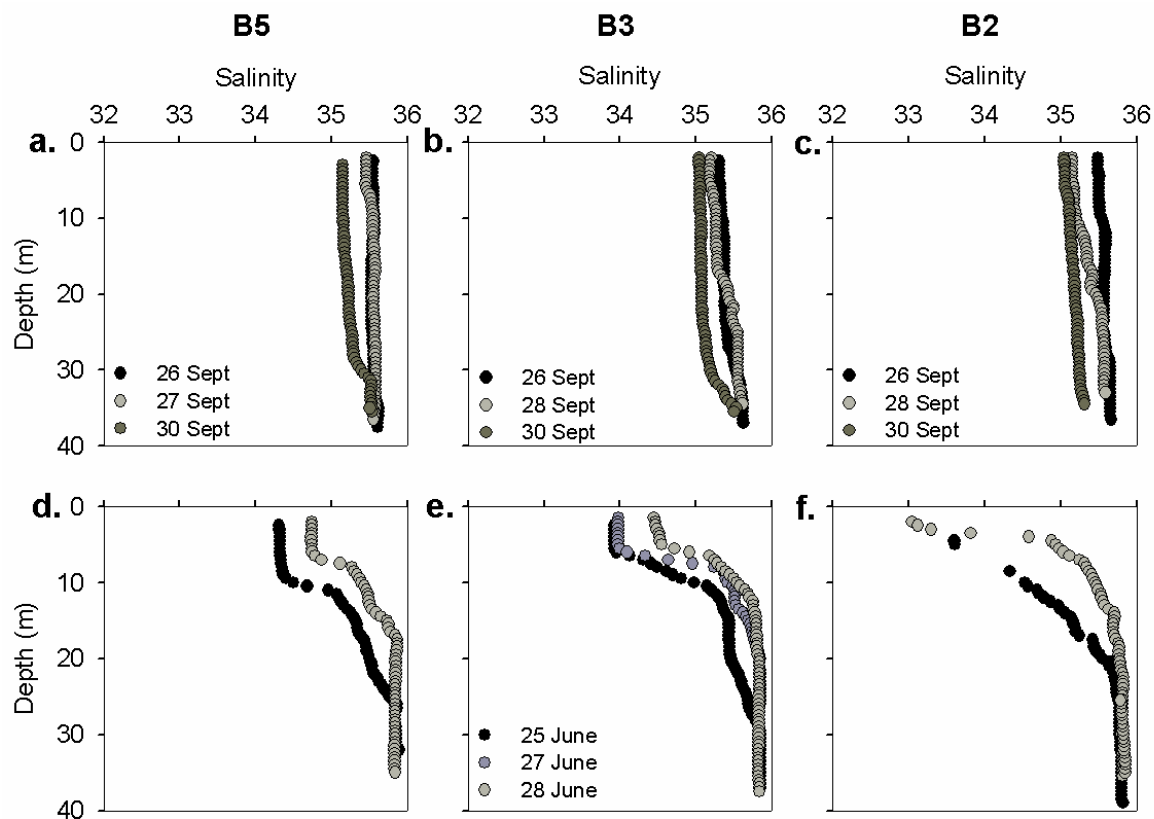 B5 B3 B2
Salinity Salinity Salinity
32 33 34 35 36 32 33 34 35 36 32 33 34 35 36
a. b. c.
0
10
20
30
40
Depth (m)
26 Sept
27 Sept
30 Sept
26 Sept
28 Sept
30 Sept
26 Sept
28 Sept
30 Sept
d. e. f.
0
10
20
30
40
Depth (m)
25 June
27 June
28 June